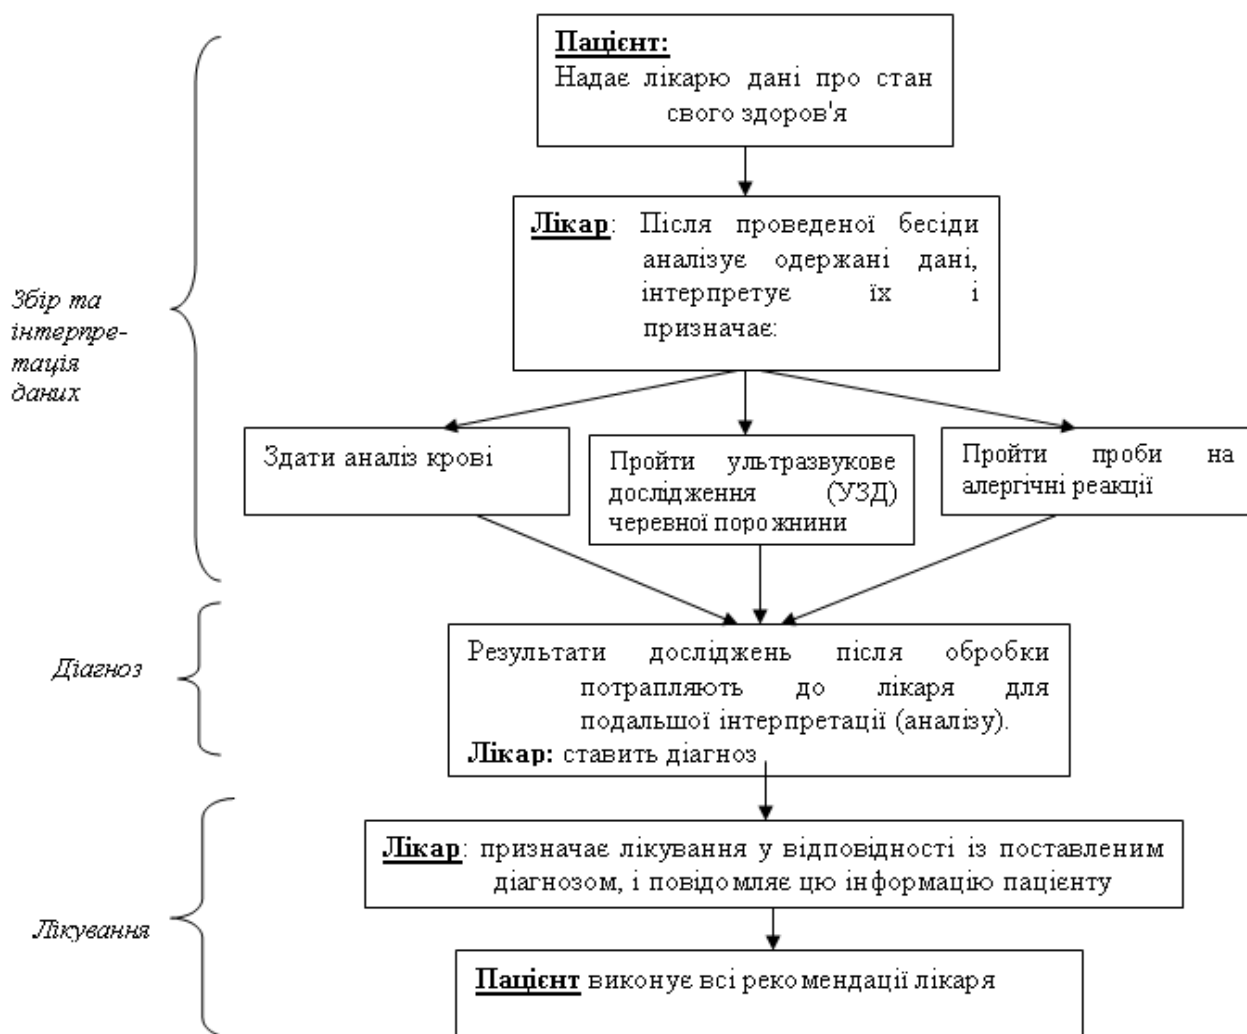 Пацієнт:
Надає лікарю дані про стан
свого здоров'я
Лікар: Після проведеної бесіди
аналізує одержані дані,
інтерпретує їх і
призначає:
Збір та
інтерпре-
тація
даних
Здати аналіз крові
Пройти ультразвукове
дослідження (УЗД)
черевної порожнини
Пройти проби на
алергічні реакції
Діагноз
Результати досліджень після обробки
потрапляють до лікаря для
подальшої інтерпретації (аналізу).
Лікар: ставить діагноз
Лікар: призначає лікування у відповідності із поставленим
діагнозом, і повідомляє цю інформацію пацієнту
Лікування
Пацієнт виконує всі рекомендації лікаря